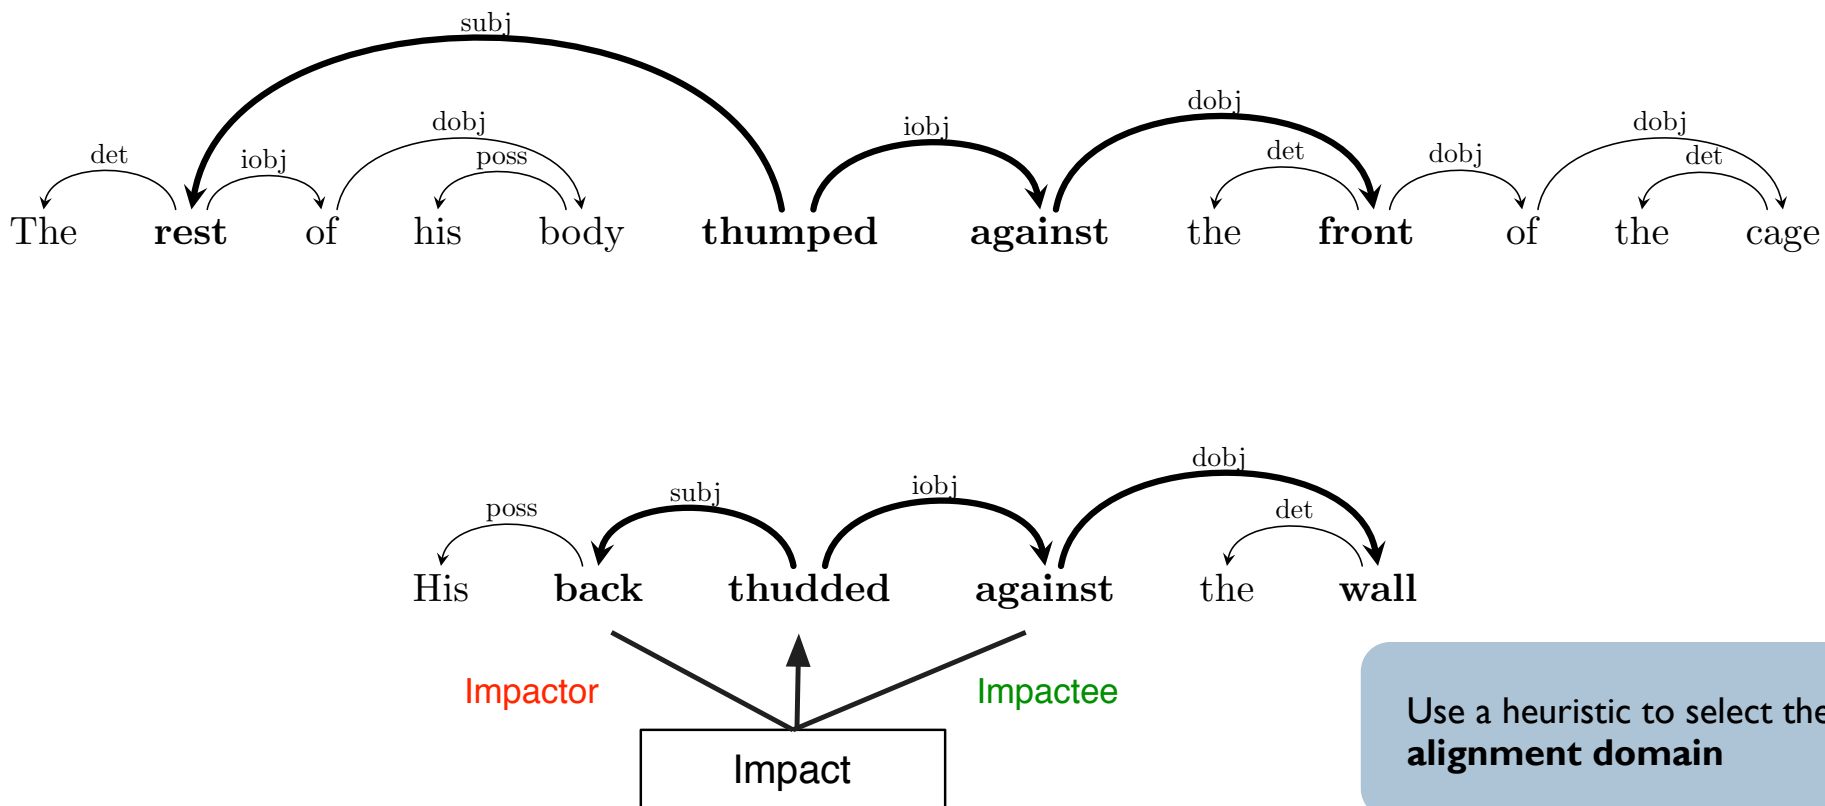 subj
dobj
iobj
dobj
dobj
det
iobj
poss
det
dobj
det
The rest of his body thumped against the front of the cage
dobj
subj
iobj
poss
det
His back thudded against the wall
Impactor
Impactee
Impact
Use a heuristic to select the
alignment domain